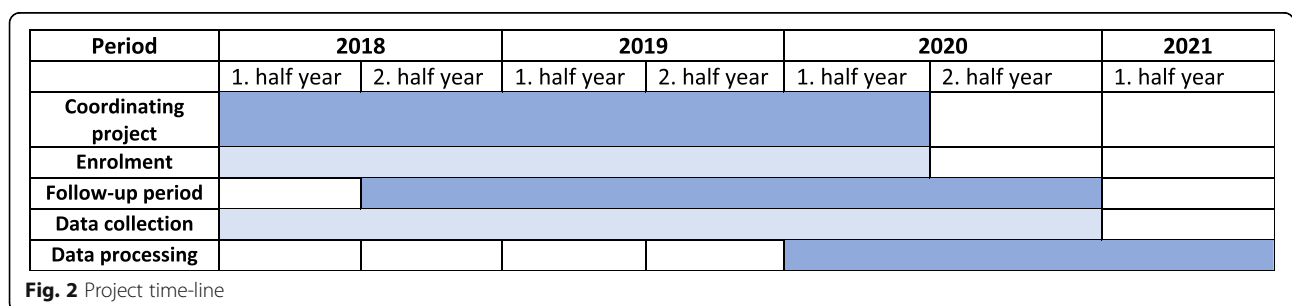 Period 2018 2019 2020 2021
1. half year 2. half year 1. half year 2. half year 1. half year 2. half year 1. half year
Coordinating
project
Enrolment
Follow-up period
Data collection
Data processing
Fig. 2 Project time-line